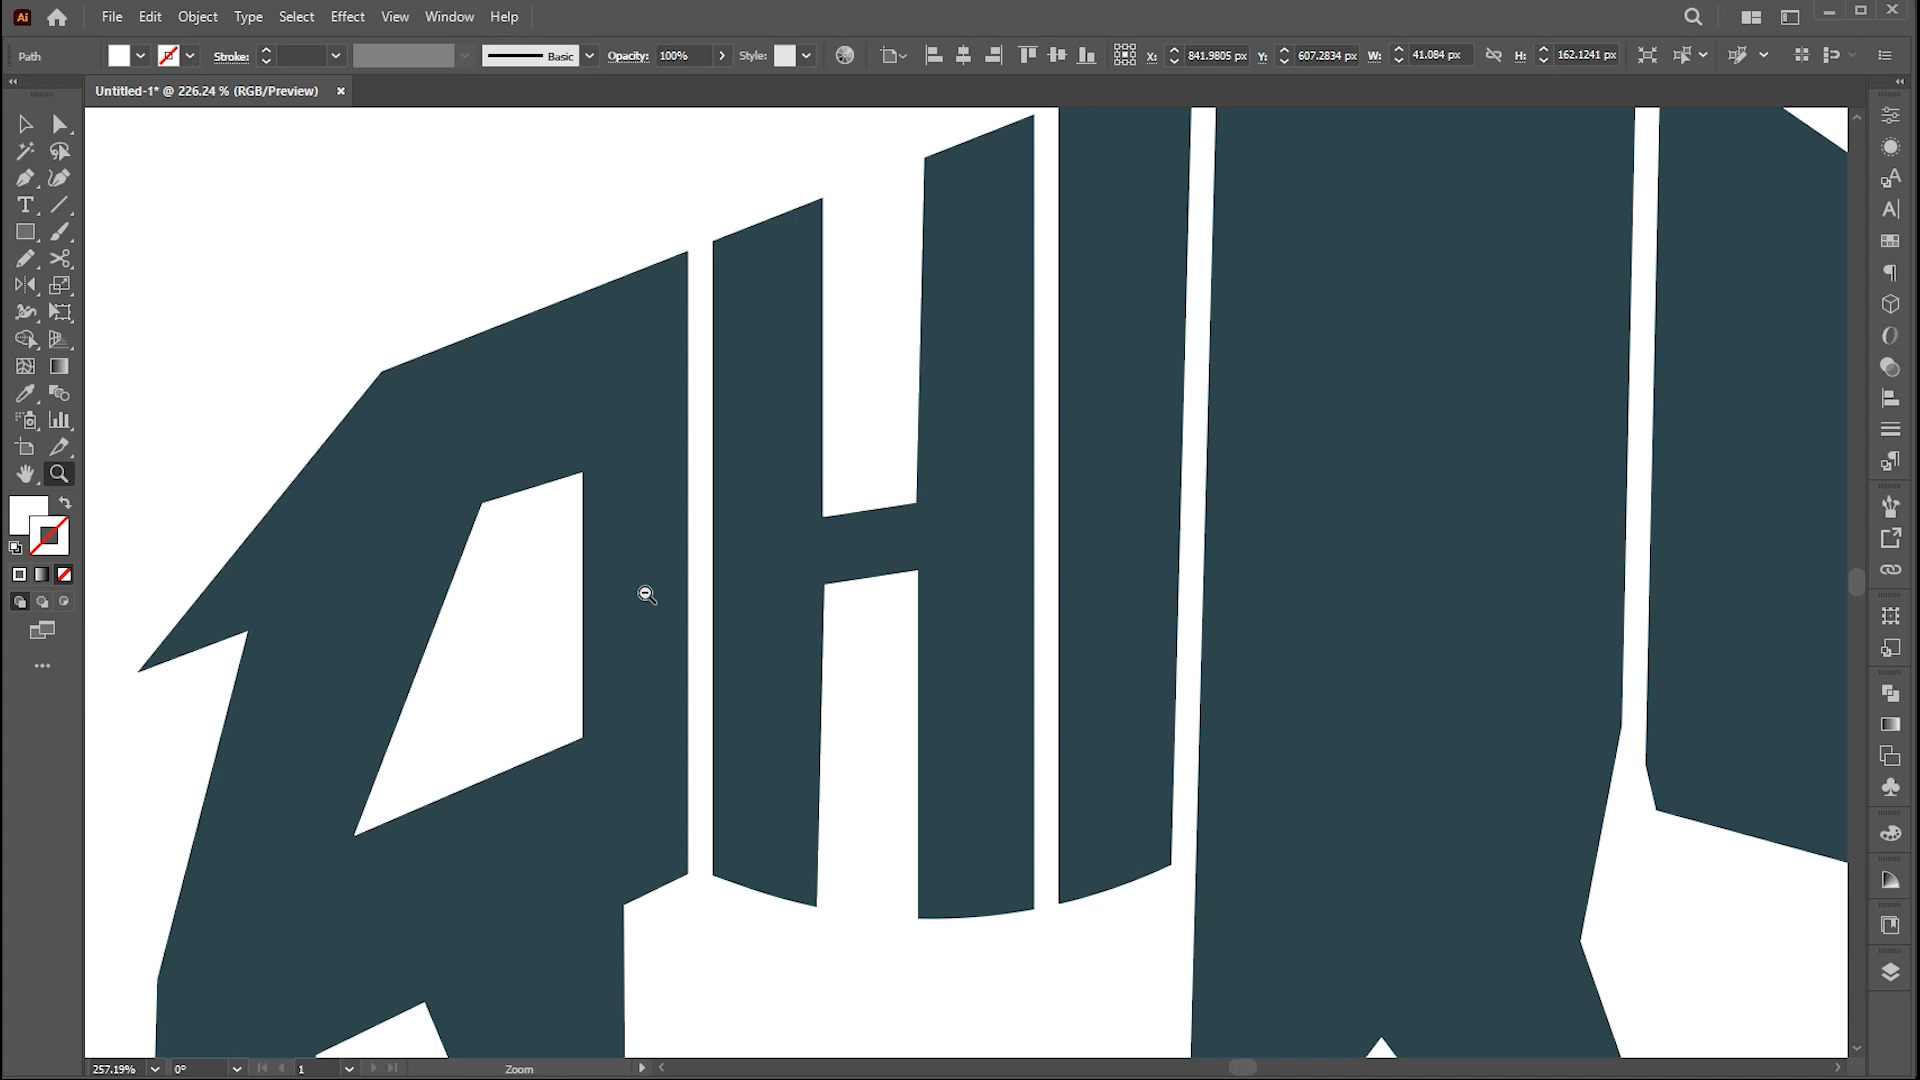 Ai File Edit Object Type Select Effect View Window Help
Path Stroke: Basic Opacity: 100% Style: X: 841.9805 px Y: 607.2834 px W: 41.084 px H: 162.1241 px
Untitled-1* @ 226.24 % (RGB/Preview) ×
AHI
257.19% 0° 1 Zoom